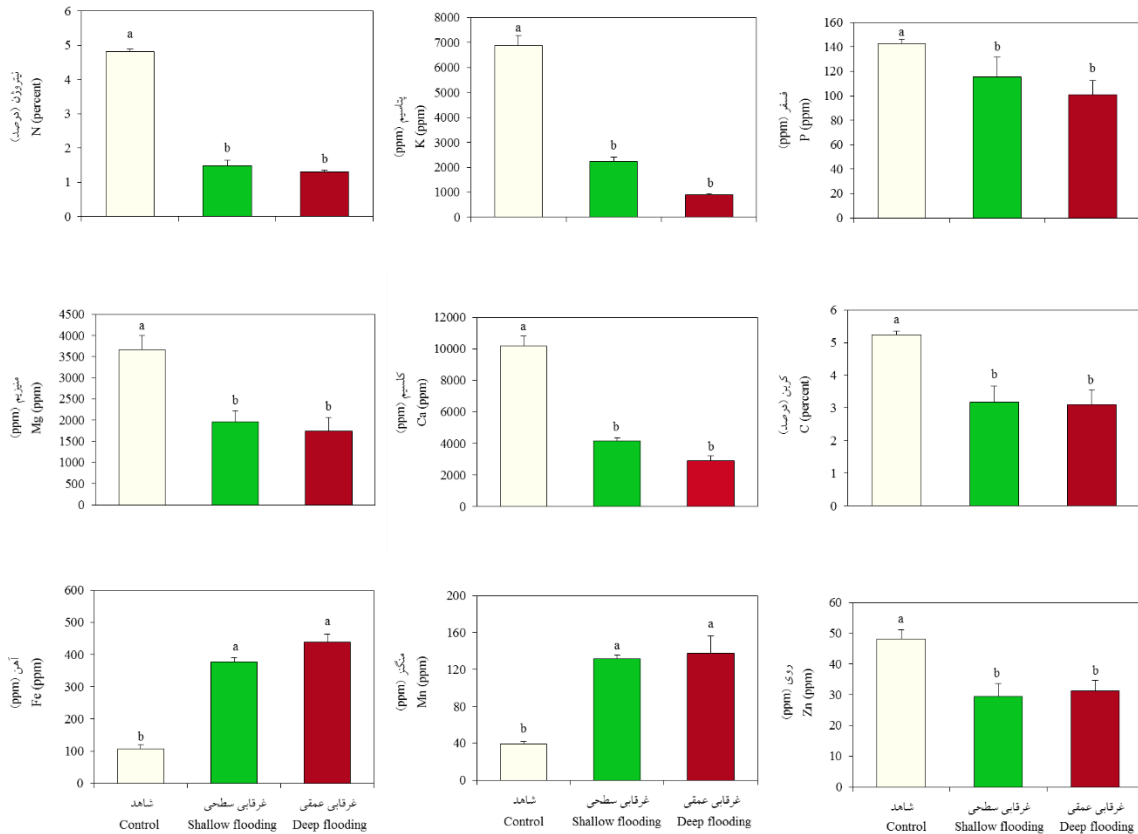 نیتروژن (درصد)
N (percent)
6
5
4
3
2
1
0
a
b
b
پتاسیم (ppm)
K (ppm)
8000
7000
6000
5000
4000
3000
2000
1000
0
a
b
b
فسفر (ppm)
P (ppm)
160
140
120
100
80
60
40
20
0
a
b
b
منیزیم (ppm)
Mg (ppm)
4500
4000
3500
3000
2500
2000
1500
1000
500
0
a
b
b
کلسیم (ppm)
Ca (ppm)
12000
10000
8000
6000
4000
2000
0
a
b
b
کربن (درصد)
C (percent)
6
5
4
3
2
1
0
a
b
b
آهن (ppm)
Fe (ppm)
600
500
400
300
200
100
0
b
a
a
شاهد
غرقابی سطحی
غرقابی عمقی
Control
Shallow flooding
Deep flooding
منگنز (ppm)
Mn (ppm)
200
160
120
80
40
0
b
a
a
شاهد
غرقابی سطحی
غرقابی عمقی
Control
Shallow flooding
Deep flooding
روی (ppm)
Zn (ppm)
60
50
40
30
20
10
0
a
b
b
شاهد
غرقابی سطحی
غرقابی عمقی
Control
Shallow flooding
Deep flooding